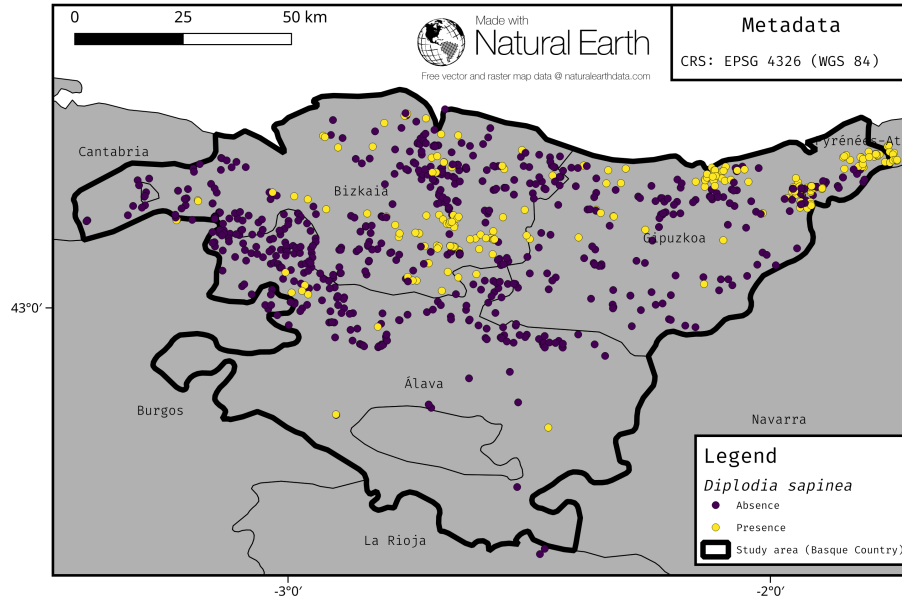 0 25 50 km
Made with
Natural Earth
Free vector and raster map data @ naturalearthdata.com
Metadata
CRS: EPSG 4326 (WGS 84)
Cantabria
Pyrénées-At
Bizkaia
Gipuzkoa
43°0′
Álava
Burgos
Navarra
La Rioja
Legend
Diplodia sapinea
Absence
Presence
Study area (Basque Country)
-3°0′ -2°0′